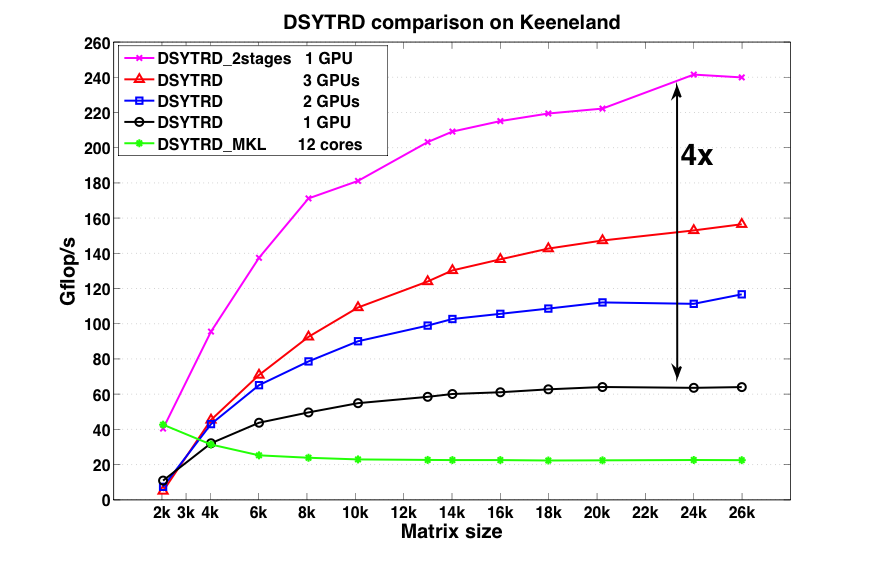 DSYTRD comparison on Keeneland
260
240
220
200
180
160
140
120
100
80
60
40
20
0
Gflop/s
DSYTRD_2stages 1 GPU
DSYTRD 3 GPUs
DSYTRD 2 GPUs
DSYTRD 1 GPU
DSYTRD_MKL 12 cores
4x
2k 3k 4k 6k 8k 10k 12k 14k 16k 18k 20k 22k 24k 26k
Matrix size